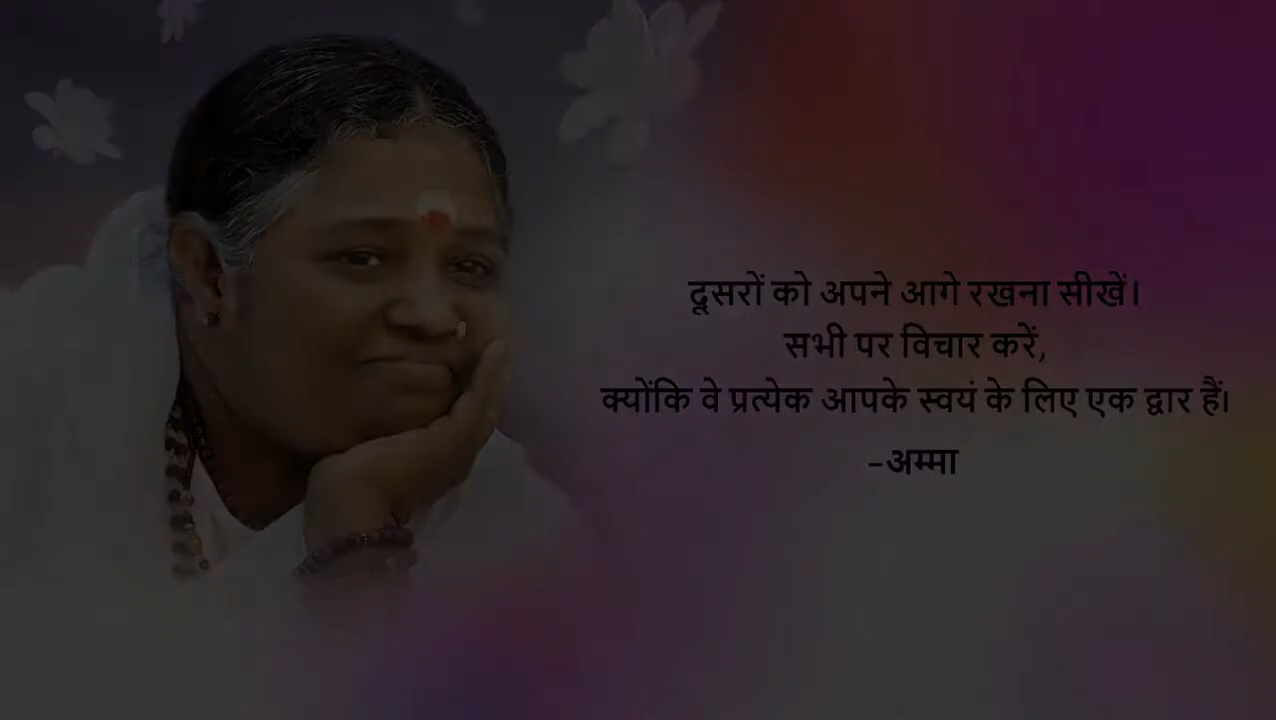 दूसरों को अपने आगे रखना सीखें।
सभी पर विचार करें,
क्योंकि वे प्रत्येक आपके स्वयं के लिए एक द्वार हैं।
–अम्मा